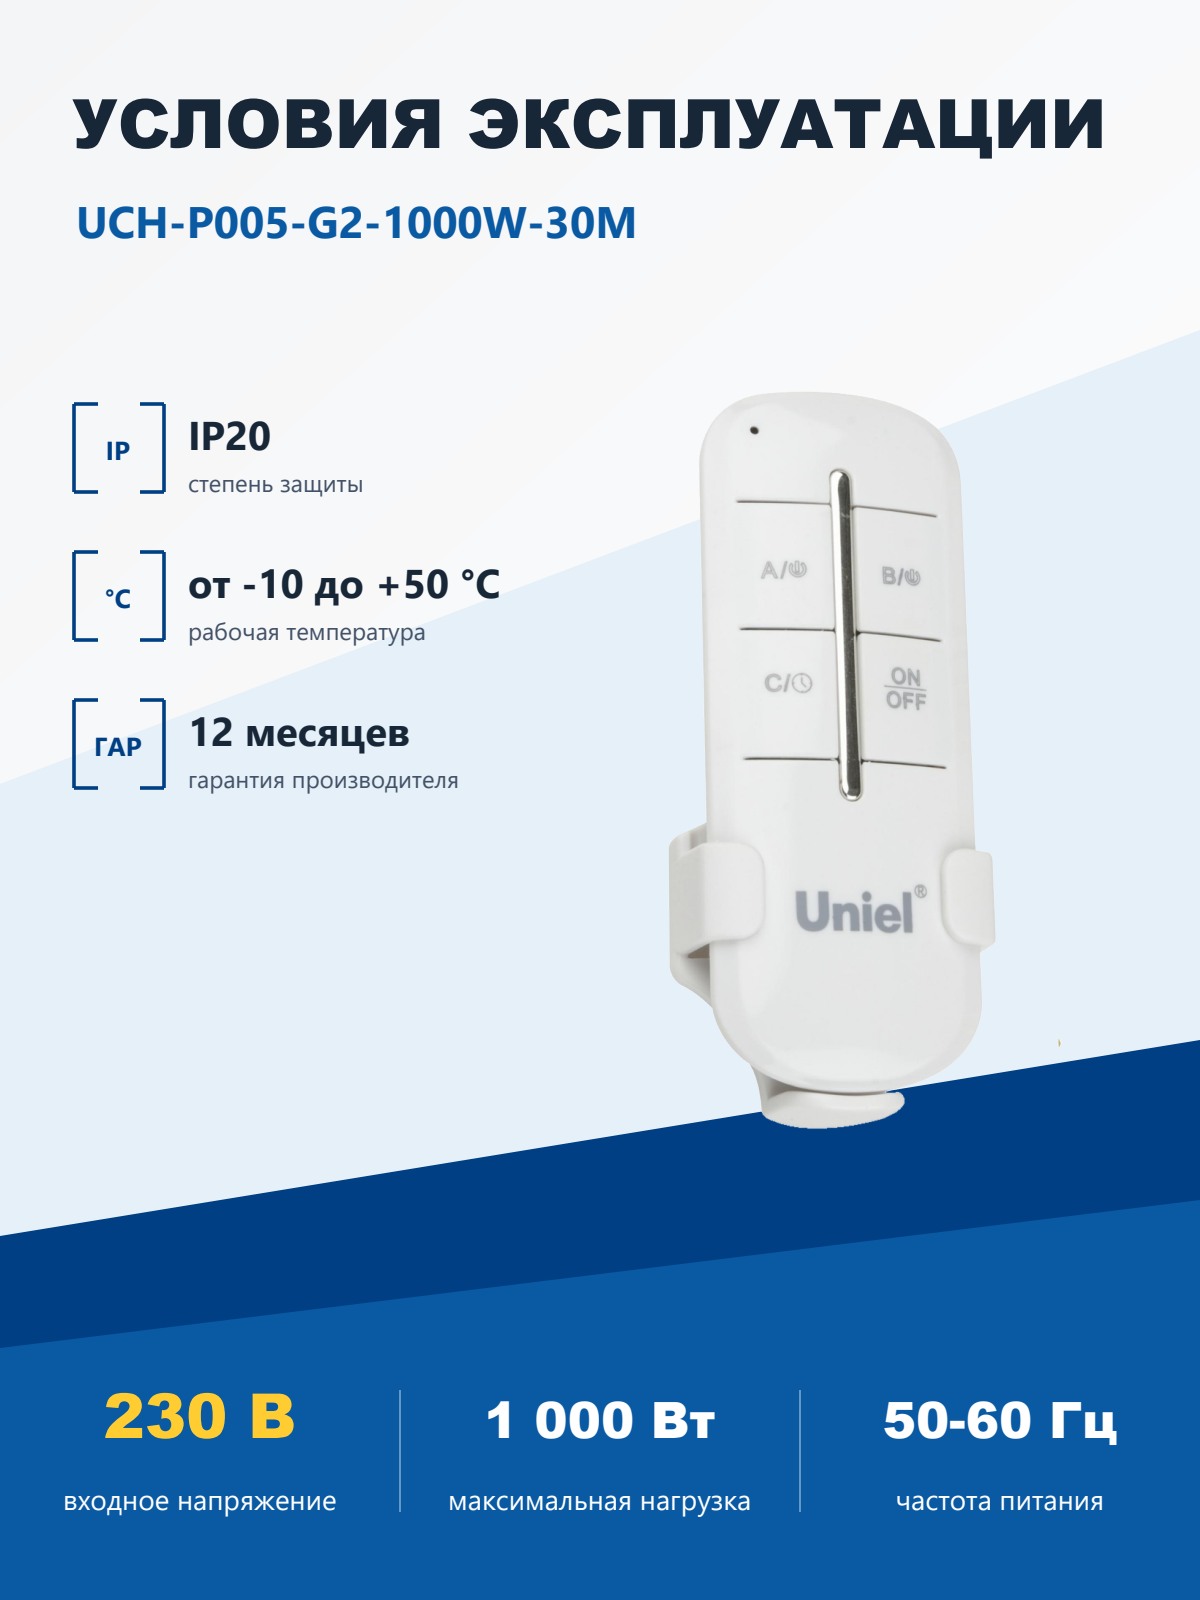 УСЛОВИЯ ЭКСПЛУАТАЦИИ
UCH-P005-G2-1000W-30M
IP
IP20
степень защиты
°C
от -10 до +50 °C
рабочая температура
ГАР
12 месяцев
гарантия производителя
A/
B/
C/
ON
OFF
Uniel®
230 В
входное напряжение
1 000 Вт
максимальная нагрузка
50-60 Гц
частота питания